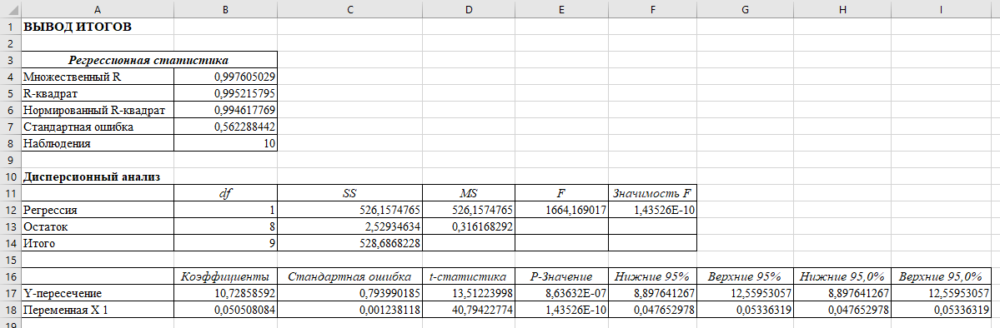 A B C D E F G H I
1 ВЫВОД ИТОГОВ
2
3 Регрессионная статистика
4 Множественный R 0,997605029
5 R-квадрат 0,995215795
6 Нормированный R-квадрат 0,994617769
7 Стандартная ошибка 0,562288442
8 Наблюдения 10
9
10 Дисперсионный анализ
11 df SS MS F Значимость F
12 Регрессия 1 526,1574765 526,1574765 1664,169017 1,43526E-10
13 Остаток 8 2,52934634 0,316168292
14 Итого 9 528,6868228
15
16 Коэффициенты Стандартная ошибка t-статистика P-Значение Нижние 95% Верхние 95% Нижние 95,0% Верхние 95,0%
17 Y-пересечение 10,72858592 0,793990185 13,51223998 8,63632E-07 8,897641267 12,55953057 8,897641267 12,55953057
18 Переменная X 1 0,050508084 0,001238118 40,79422774 1,43526E-10 0,047652978 0,05336319 0,047652978 0,05336319
19